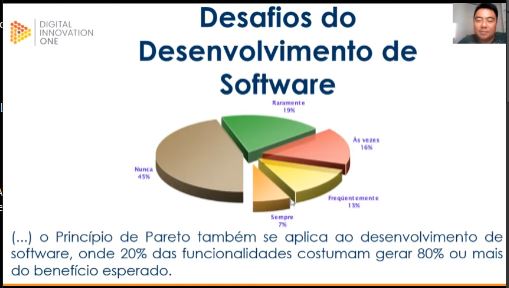 DIGITAL
INNOVATION
ONE
Desafios do
Desenvolvimento de
Software
Raramente
19%
Às vezes
16%
Nunca
45%
Freqüentemente
13%
Sempre
7%
(...) o Princípio de Pareto também se aplica ao desenvolvimento de
software, onde 20% das funcionalidades costumam gerar 80% ou mais
do benefício esperado.